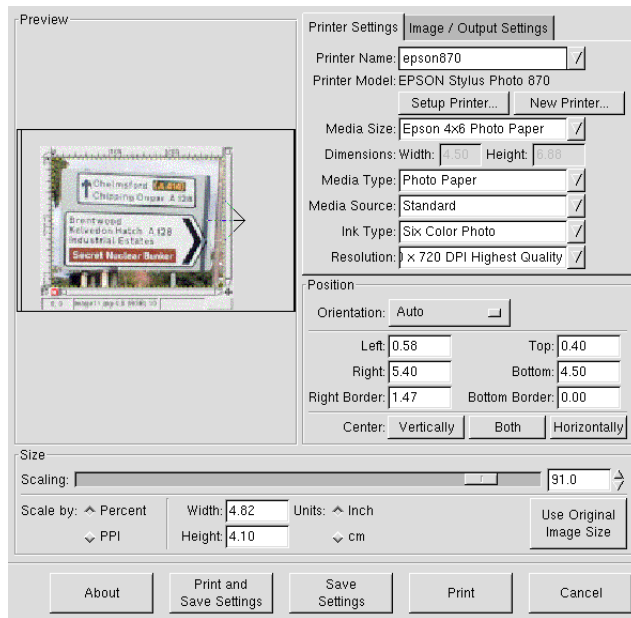 Preview
Printer Settings
Image / Output Settings
Printer Name: epson870
Printer Model: EPSON Stylus Photo 870
Setup Printer...
New Printer...
Media Size: Epson 4x6 Photo Paper
Dimensions: Width: 4.50 Height: 6.86
Media Type: Photo Paper
Media Source: Standard
Ink Type: Six Color Photo
Resolution: x 720 DPI Highest Quality
Chelmsford A 414
Chipping Ongar A 128
Brentwood
Kelvedon Hatch A 128
Industrial Estates
Secret Nuclear Bunker
Position
Orientation: Auto
Left: 0.58
Top: 0.40
Right: 5.40
Bottom: 4.50
Right Border: 1.47
Bottom Border: 0.00
Center: Vertically
Both
Horizontally
Size
Scaling:
91.0
Scale by: Percent
PPI
Width: 4.82
Height: 4.10
Units: Inch
cm
Use Original
Image Size
About
Print and
Save Settings
Save
Settings
Print
Cancel